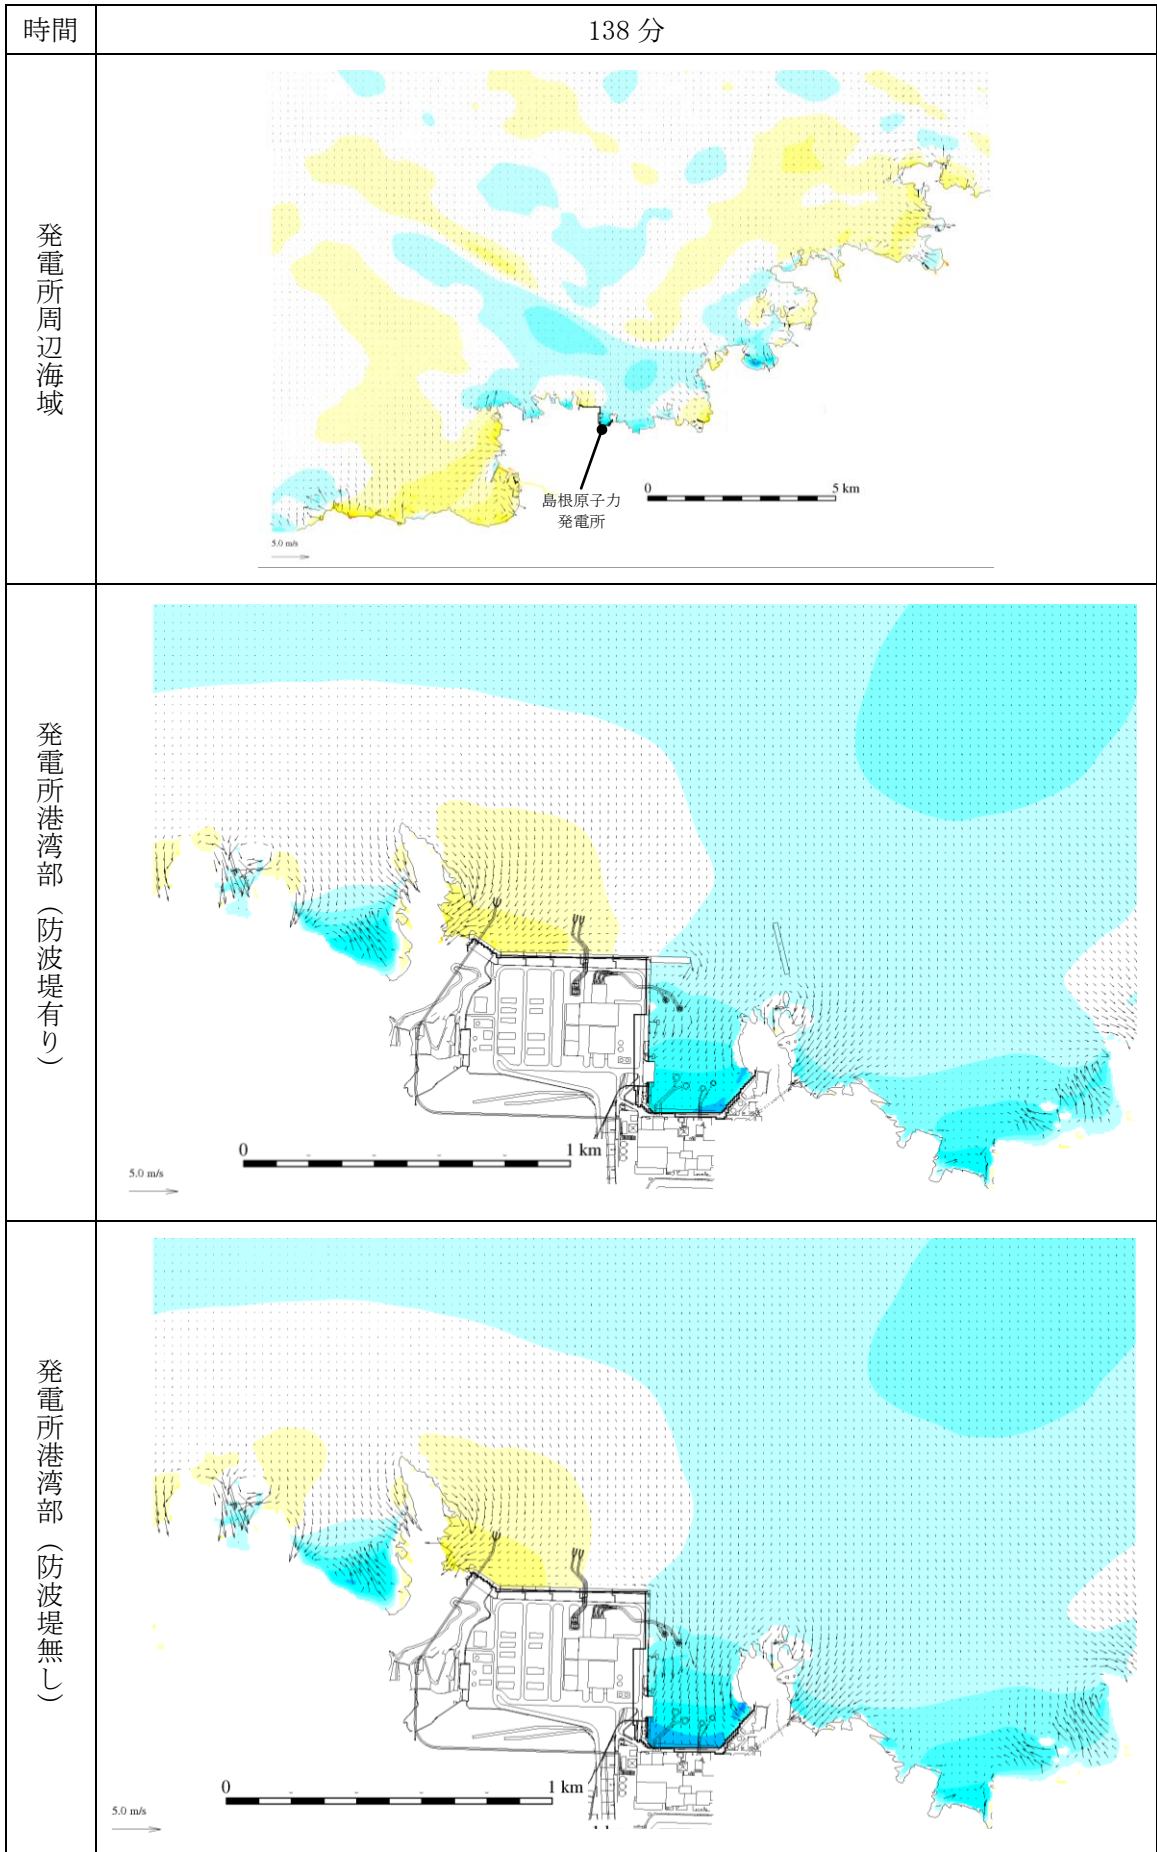 時間
138 分
発電所周辺海域
島根原子力
発電所
0 5 km
5.0 m/s
発電所港湾部（防波堤有り）
0 1 km
5.0 m/s
発電所港湾部（防波堤無し）
0 1 km
5.0 m/s